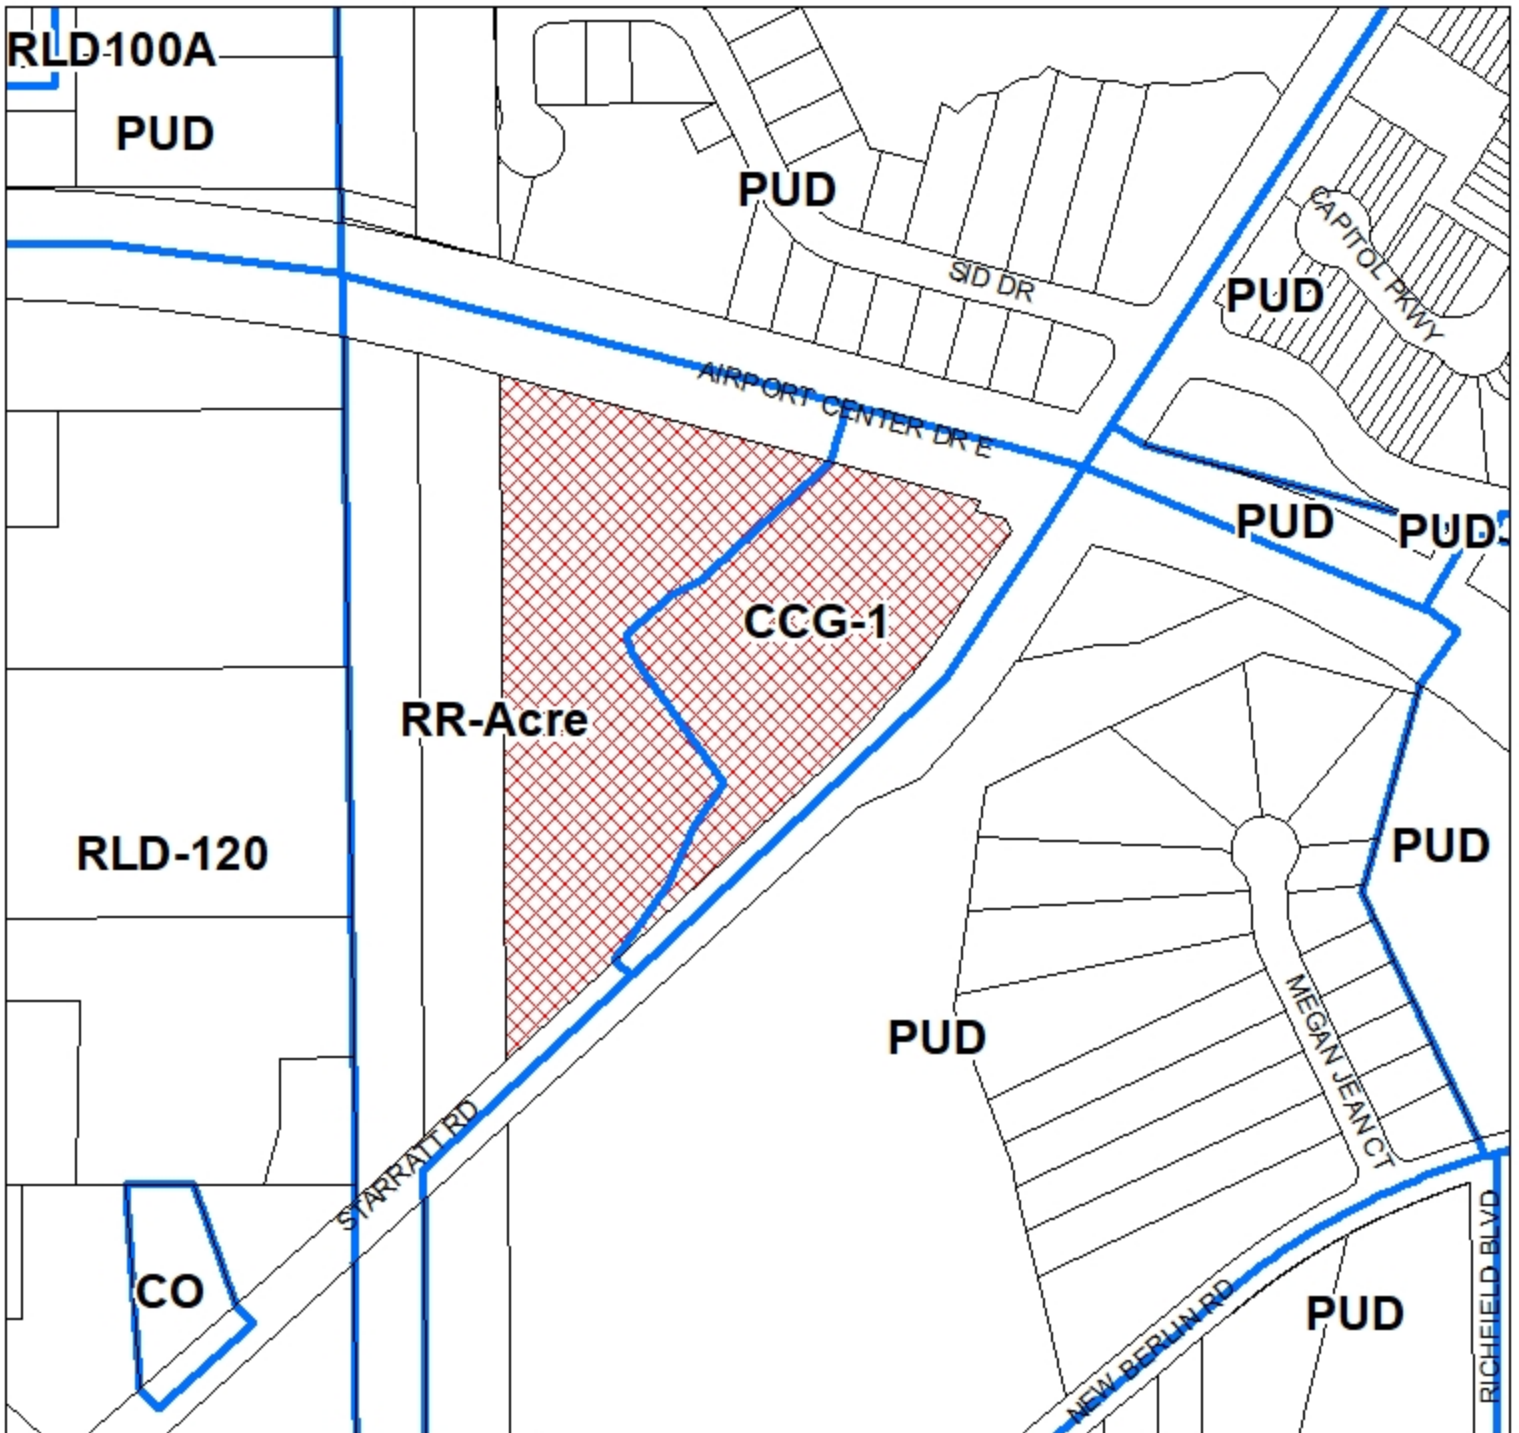 RLD100A
PUD
PUD
SID DR
CAPITOL PKWY
PUD
AIRPORT CENTER DR E
PUD
PUD
CCG-1
RR-Acre
RLD-120
PUD
PUD
MEGAN JEAN CT
STARRATT RD
CO
NEW BERLIN RD
PUD
RICHFIELD BLVD